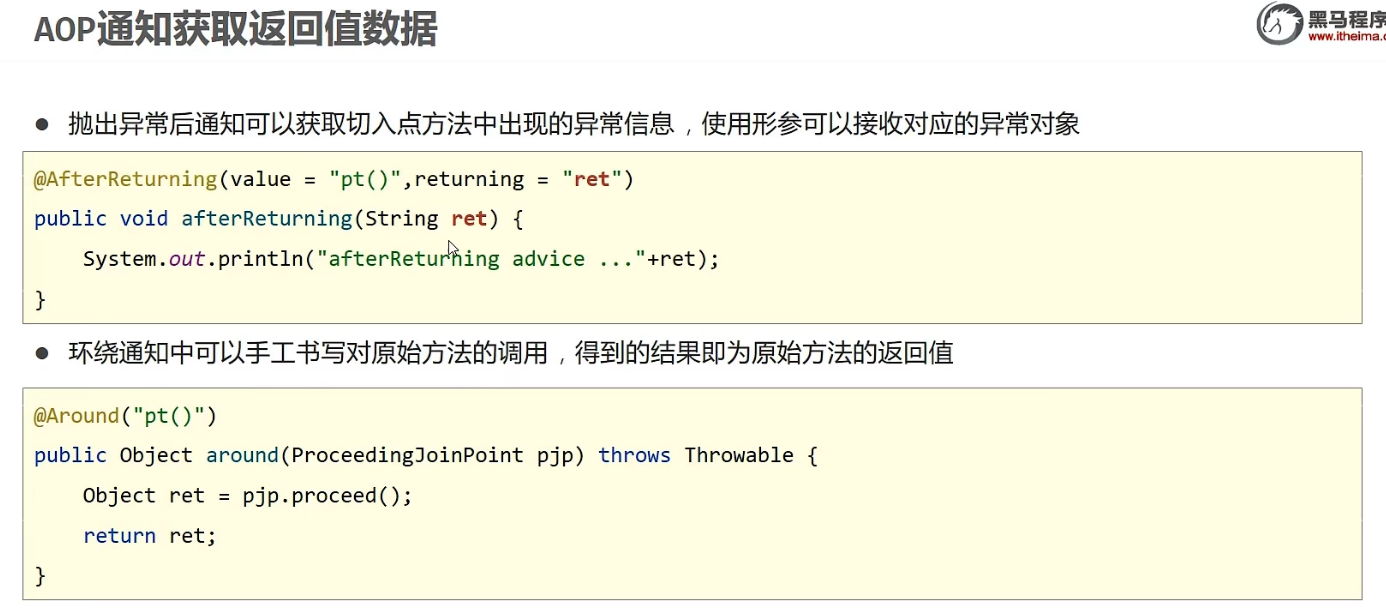 AOP通知获取返回值数据
黑马程序
www.itheima.c
● 抛出异常后通知可以获取切入点方法中出现的异常信息，使用形参可以接收对应的异常对象
@AfterReturning(value = "pt()",returning = "ret")
public void afterReturning(String ret) {
    System.out.println("afterReturning advice ..."+ret);
}
● 环绕通知中可以手工书写对原始方法的调用，得到的结果即为原始方法的返回值
@Around("pt()")
public Object around(ProceedingJoinPoint pjp) throws Throwable {
    Object ret = pjp.proceed();
    return ret;
}